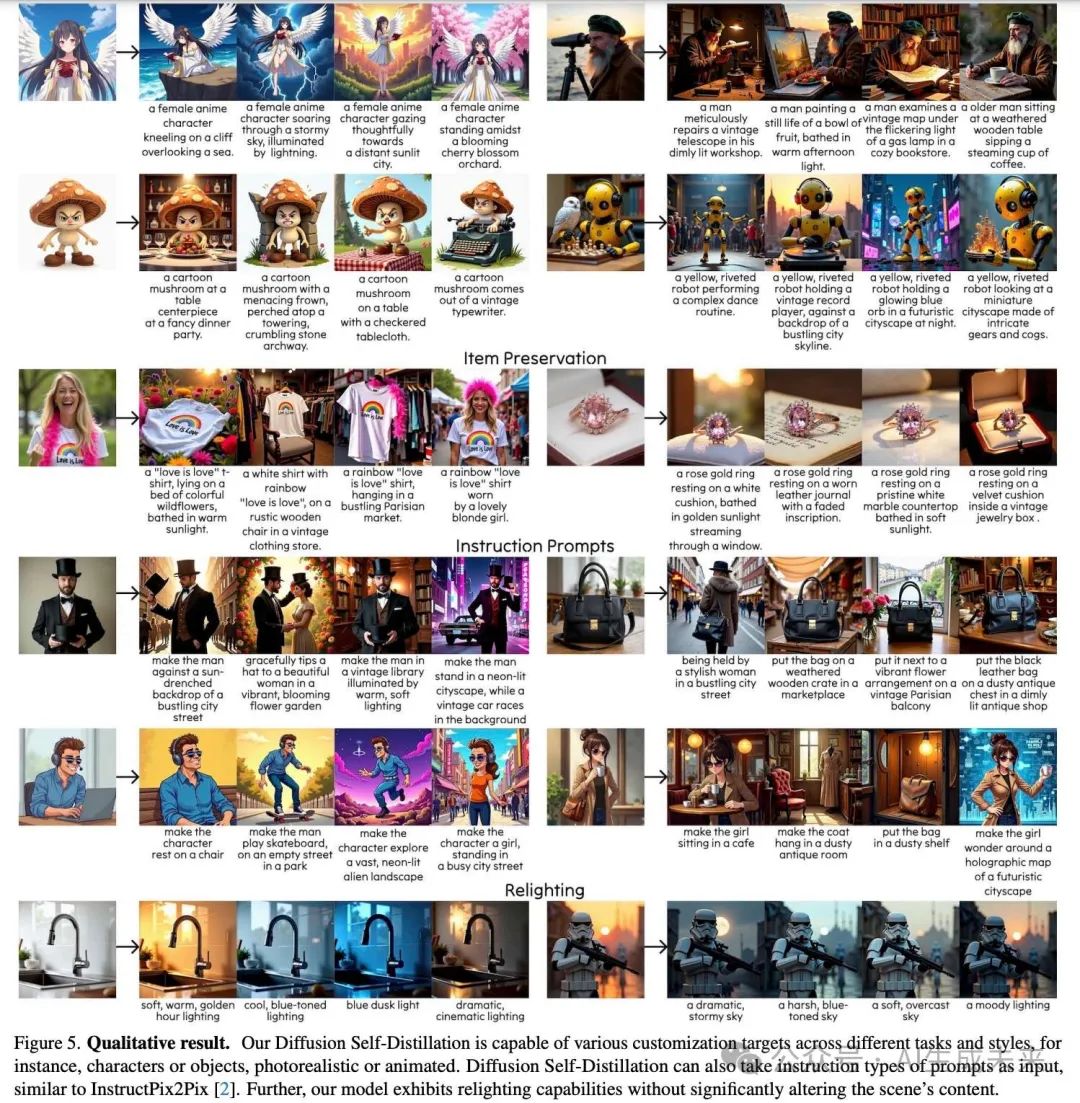 a female anime
character
kneeling on a cliff
overlooking a sea.
a female anime
character soaring
through a stormy
sky, illuminated
by lightning.
a female anime
character gazing
thoughtfully
towards
a distant sunlit
city.
a female anime
character
standing amidst
a blooming
cherry blossom
orchard.
a man
meticulously
repairs a vintage
telescope in his
dimly lit workshop.
a man painting a
still life of a bowl of
fruit, bathed in
warm afternoon
light.
a man examines a
vintage map under
the flickering light
of a gas lamp in a
cozy bookstore.
a older man sitting
at a weathered
wooden table
sipping a
steaming cup of
coffee.
a cartoon
mushroom at a
table
centerpiece
at a fancy dinner
party.
a cartoon
mushroom with a
menacing frown,
perched atop a
towering,
crumbling stone
archway.
a cartoon
mushroom
on a table
with a checkered
tablecloth.
a cartoon
mushroom comes
out of a vintage
typewriter.
a yellow, riveted
robot performing
a complex dance
routine.
a yellow, riveted
robot holding a
vintage record
player, against a
backdrop of a
bustling city
skyline.
a yellow, riveted
robot holding a
glowing blue
orb in a futuristic
cityscape at night.
a yellow, riveted
robot looking at a
miniature
cityscape made of
intricate
gears and cogs.
Item Preservation
Love is Love
Love is Love
Love is Love
Love is Love
a "love is love" t-
shirt, lying on a
bed of colorful
wildflowers,
bathed in warm
sunlight.
a white shirt with
rainbow
"love is love", on a
rustic wooden
chair in a vintage
clothing store.
a rainbow "love
is love" shirt,
hanging in a
bustling Parisian
market.
a rainbow "love
is love" shirt
worn
by a lovely
blonde girl.
a rose gold ring
resting on a white
cushion, bathed
in golden sunlight
streaming
through a window.
a rose gold ring
resting on a worn
leather journal
with a faded
inscription.
a rose gold ring
resting on a
pristine white
marble countertop
bathed in soft
sunlight.
a rose gold ring
resting on a
velvet cushion
inside a vintage
jewelry box .
Instruction Prompts
make the man
against a sun-
drenched
backdrop of a
bustling city
street
gracefully tips a
hat to a beautiful
woman in a
vibrant, blooming
flower garden
make the man in
a vintage library
illuminated by
warm, soft
lighting
make the man
stand in a neon-lit
cityscape, while a
vintage car races
in the background
being held by
a stylish woman
in a bustling city
street
put the bag on a
weathered
wooden crate in a
marketplace
put it next to a
vibrant flower
arrangement on a
vintage Parisian
balcony
put the black
leather bag
on a dusty antique
chest in a dimly
lit antique shop
make the
character
rest on a chair
make the man
play skateboard,
on an empty street
in a park
make the
character explore
a vast, neon-lit
alien landscape
make the
character a girl,
standing in
a busy city street
make the girl
sitting in a cafe
make the coat
hang in a dusty
antique room
put the bag
in a dusty shelf
make the girl
wonder around a
holographic map
of a futuristic
cityscape
Relighting
soft, warm, golden
hour lighting
cool, blue-toned
lighting
blue dusk light
dramatic,
cinematic lighting
a dramatic,
stormy sky
a harsh, blue-
toned sky
a soft, overcast
sky
a moody lighting
Figure 5. Qualitative result. Our Diffusion Self-Distillation is capable of various customization targets across different tasks and styles, for
instance, characters or objects, photorealistic or animated. Diffusion Self-Distillation can also take instruction types of prompts as input,
similar to InstructPix2Pix [2]. Further, our model exhibits relighting capabilities without significantly altering the scene's content.
公众号 · AI生成未来